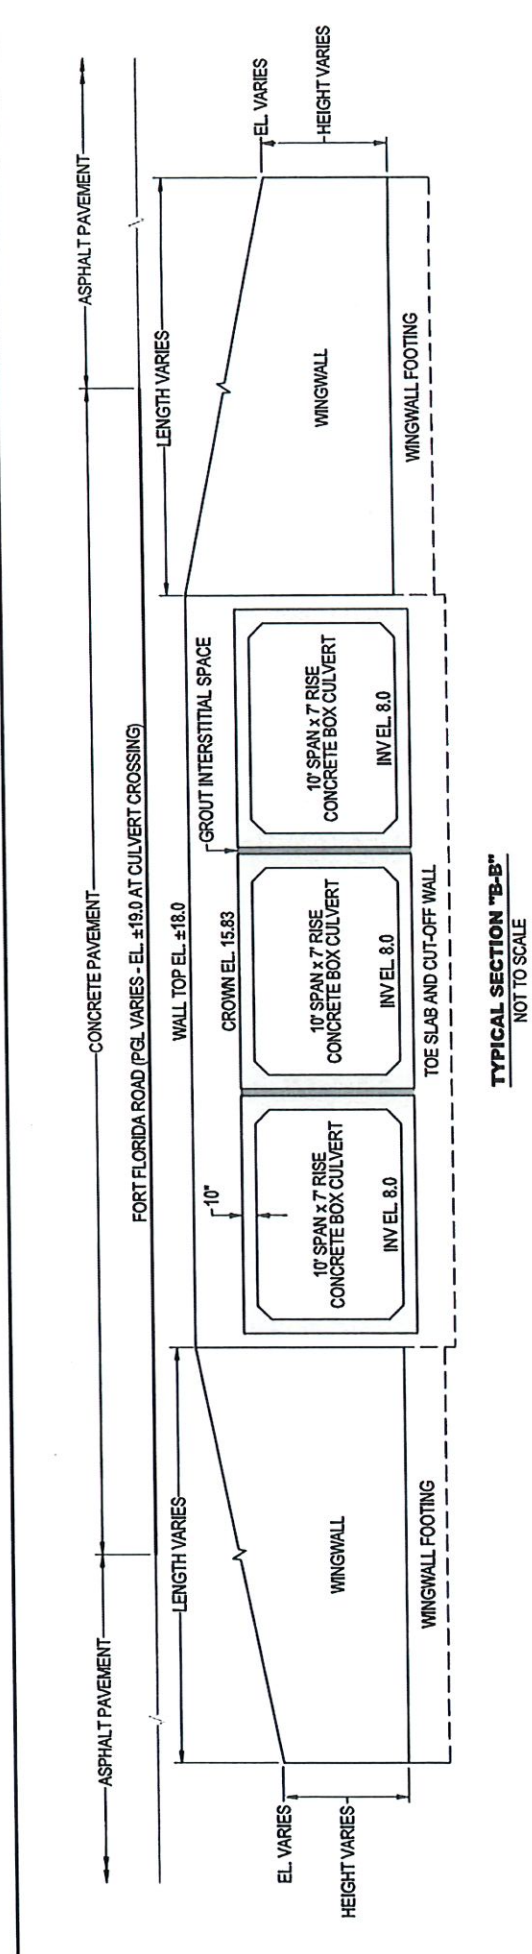 ASPHALT PAVEMENT
CONCRETE PAVEMENT
ASPHALT PAVEMENT
FORT FLORIDA ROAD (PGL VARIES - EL. ±19.0 AT CULVERT CROSSING)
LENGTH VARIES
WALL TOP EL. ±18.0
LENGTH VARIES
10"
CROWN EL. 15.83
GROUT INTERSTITIAL SPACE
EL. VARIES
HEIGHT VARIES
WINGWALL
WINGWALL FOOTING
10' SPAN x 7' RISE
CONCRETE BOX CULVERT
INV EL. 8.0
10' SPAN x 7' RISE
CONCRETE BOX CULVERT
INV EL. 8.0
10' SPAN x 7' RISE
CONCRETE BOX CULVERT
INV EL. 8.0
TOE SLAB AND CUT-OFF WALL
WINGWALL
WINGWALL FOOTING
EL. VARIES
HEIGHT VARIES
TYPICAL SECTION "B-B"
NOT TO SCALE